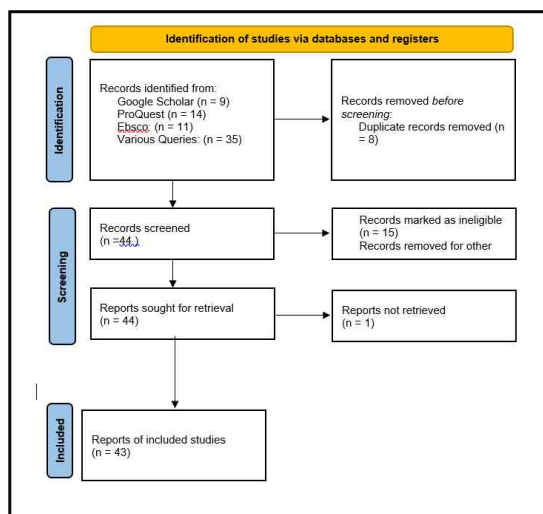 Identification of studies via databases and registers
Identification
Records identified from:
Google Scholar (n = 9)
ProQuest (n = 14)
Ebsco: (n = 11)
Various Queries: (n = 35)
Records removed before
screening:
Duplicate records removed (n
= 8)
Screening
Records screened
(n =44 )
Records marked as ineligible
(n = 15)
Records removed for other
Reports sought for retrieval
(n = 44)
Reports not retrieved
(n = 1)
Included
Reports of included studies
n = 43)